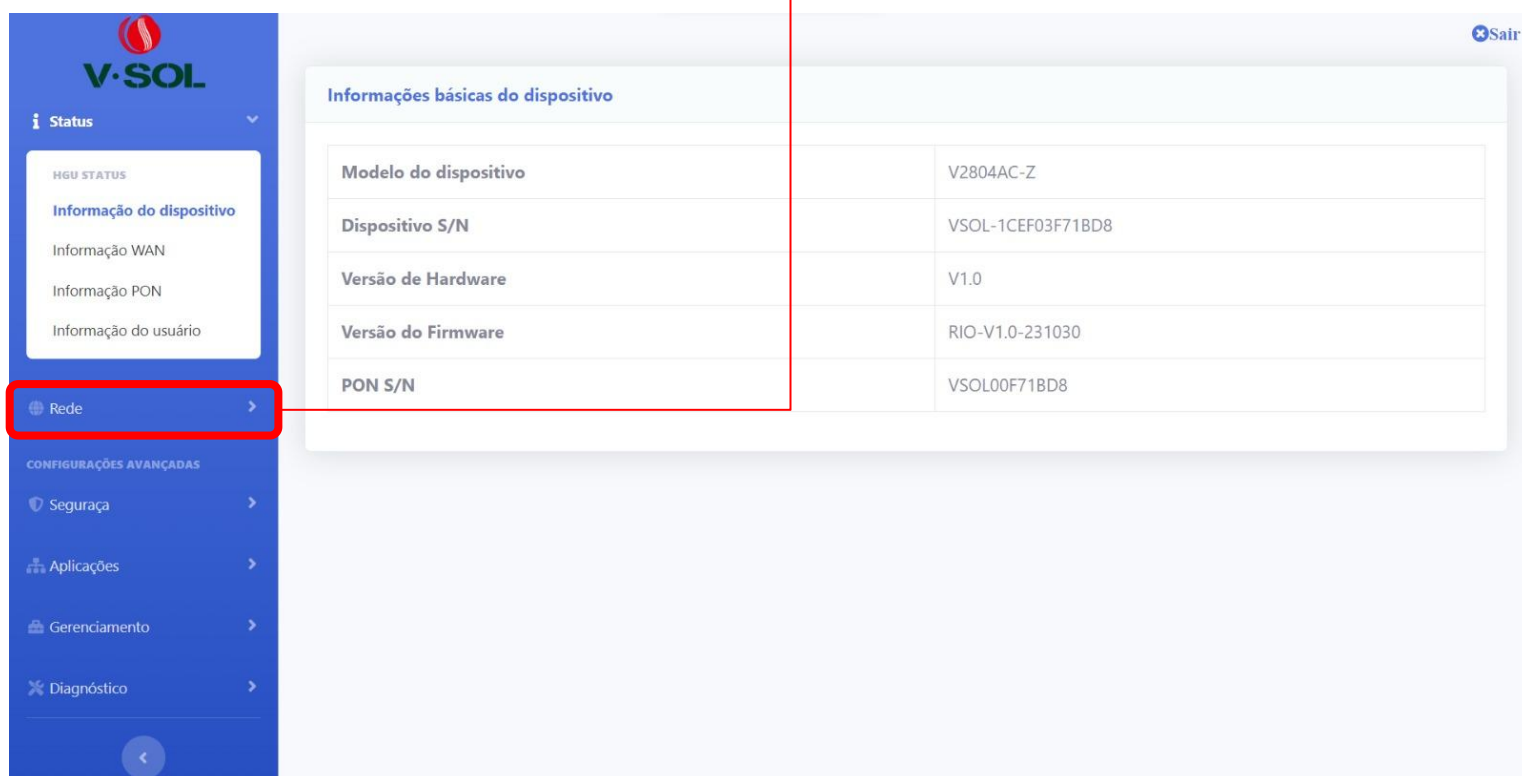 V·SOL
Sair
Status
HGU STATUS
Informação do dispositivo
Informação WAN
Informação PON
Informação do usuário
Rede
CONFIGURAÇÕES AVANÇADAS
Seguraça
Aplicações
Gerenciamento
Diagnóstico
Informações básicas do dispositivo
Modelo do dispositivo V2804AC-Z
Dispositivo S/N VSOL-1CEF03F71BD8
Versão de Hardware V1.0
Versão do Firmware RIO-V1.0-231030
PON S/N VSOL00F71BD8